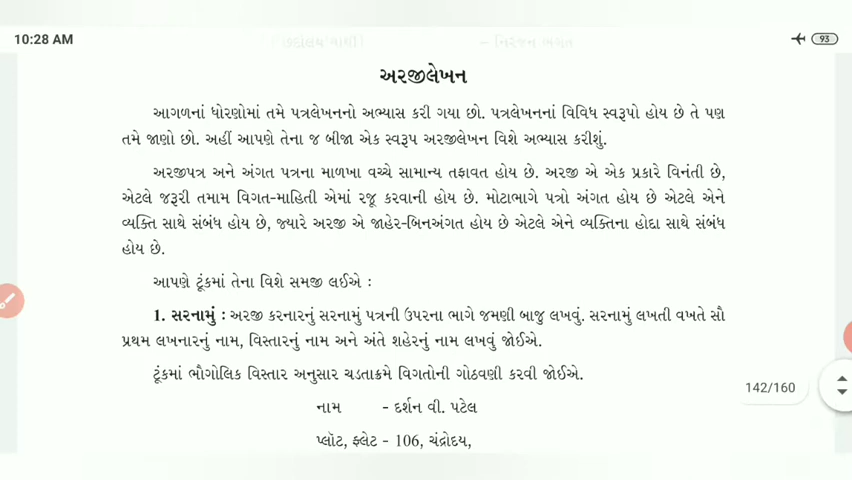 10:28 AM
93
– નિરંજન ભગત
અરજીલેખન
આગળનાં ધોરણોમાં તમે પત્રલેખનનો અભ્યાસ કરી ગયા છો. પત્રલેખનનાં વિવિધ સ્વરૂપો હોય છે તે પણ
તમે જાણો છો. અહીં આપણે તેના જ બીજા એક સ્વરૂપ અરજીલેખન વિશે અભ્યાસ કરીશું.
અરજીપત્ર અને અંગત પત્રના માળખા વચ્ચે સામાન્ય તફાવત હોય છે. અરજી એ એક પ્રકારે વિનંતી છે,
એટલે જરૂરી તમામ વિગત-માહિતી એમાં રજૂ કરવાની હોય છે. મોટાભાગે પત્રો અંગત હોય છે એટલે એને
વ્યક્તિ સાથે સંબંધ હોય છે, જ્યારે અરજી એ જાહેર-બિનઅંગત હોય છે એટલે એને વ્યક્તિના હોદ્દા સાથે સંબંધ
હોય છે.
આપણે ટૂંકમાં તેના વિશે સમજી લઈએ :
1. સરનામું : અરજી કરનારનું સરનામું પત્રની ઉપરના ભાગે જમણી બાજુ લખવું. સરનામું લખતી વખતે સૌ
પ્રથમ લખનારનું નામ, વિસ્તારનું નામ અને અંતે શહેરનું નામ લખવું જોઈએ.
ટૂંકમાં ભૌગોલિક વિસ્તાર અનુસાર ચડતાક્રમે વિગતોની ગોઠવણી કરવી જોઈએ.
142/160
નામ - દર્શન વી. પટેલ
પ્લૉટ, ફ્લેટ - 106, ચંદ્રોદય,